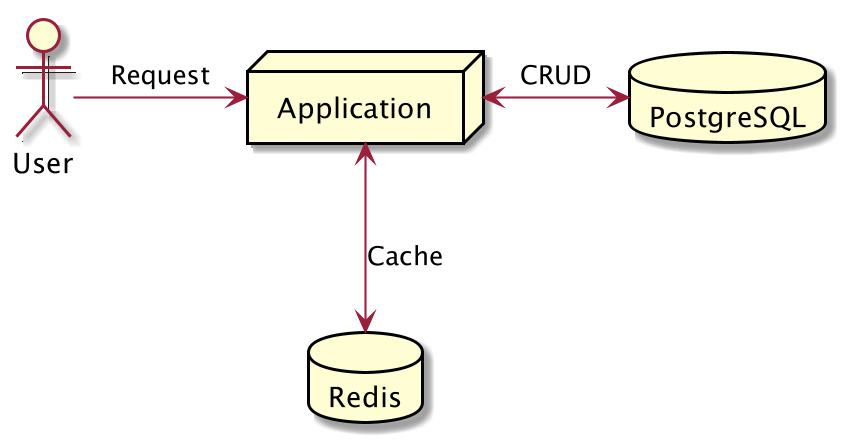 Request
CRUD
Application
PostgreSQL
User
Cache
Redis